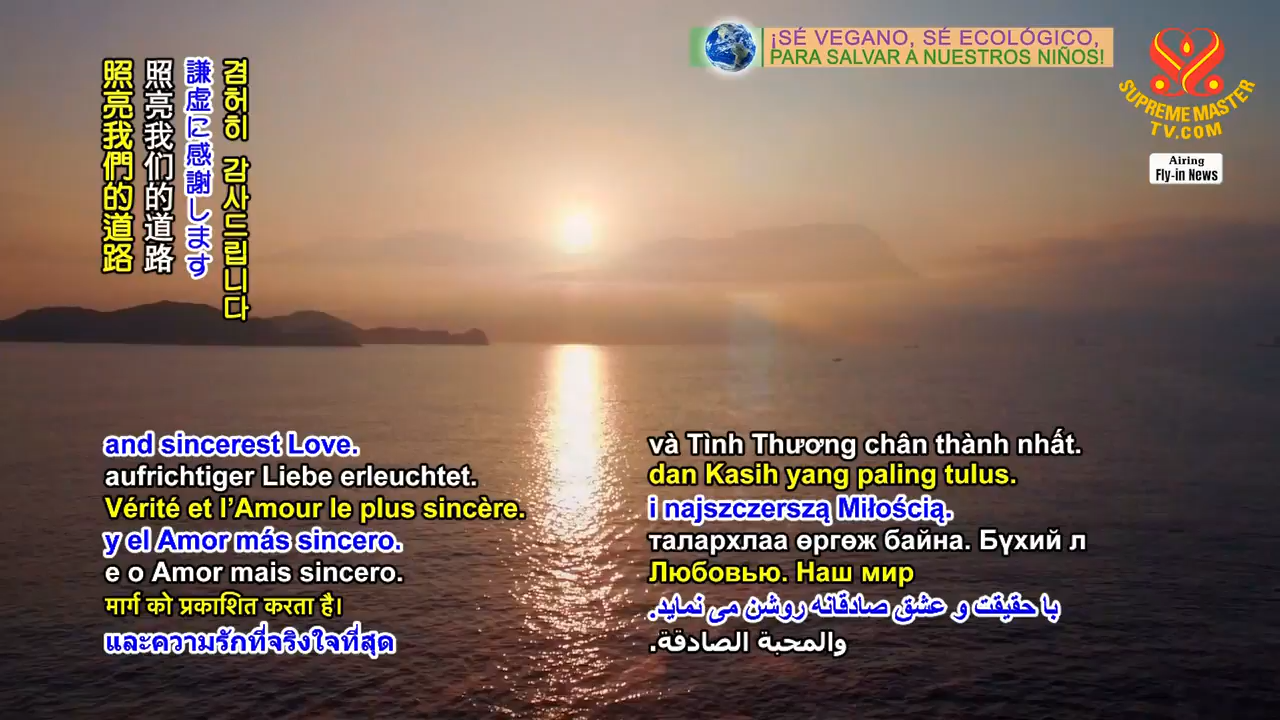 ¡SÉ VEGANO, SÉ ECOLÓGICO,
PARA SALVAR A NUESTROS NIÑOS!
SUPREME MASTER
TV.COM
Airing
Fly-in News
겸허히 감사드립니다
謙虚に感謝します
照亮我们的道路
照亮我們的道路
and sincerest Love.
aufrichtiger Liebe erleuchtet.
Vérité et l’Amour le plus sincère.
y el Amor más sincero.
e o Amor mais sincero.
मार्ग को प्रकाशित करता है।
และความรักที่จริงใจที่สุด
và Tình Thương chân thành nhất.
dan Kasih yang paling tulus.
i najszczerszą Miłością.
талархлаа өргөж байна. Бүхий л
Любовью. Наш мир
با حقیقت و عشق صادقانه روشن می نماید.
والمحبة الصادقة.